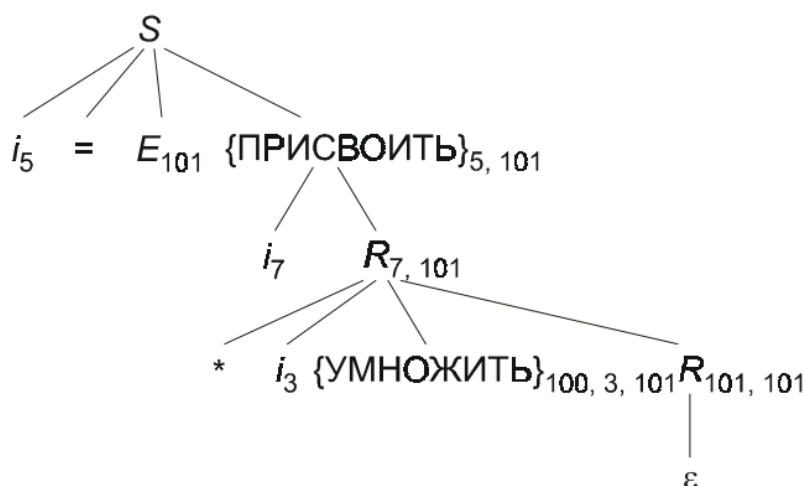 S
i₅ = E₁₀₁ {ПРИСВОИТЬ}₅, ₁₀₁
i₇ R₇, ₁₀₁
* i₃ {УМНОЖИТЬ}₁₀₀, ₃, ₁₀₁ R₁₀₁, ₁₀₁
ε